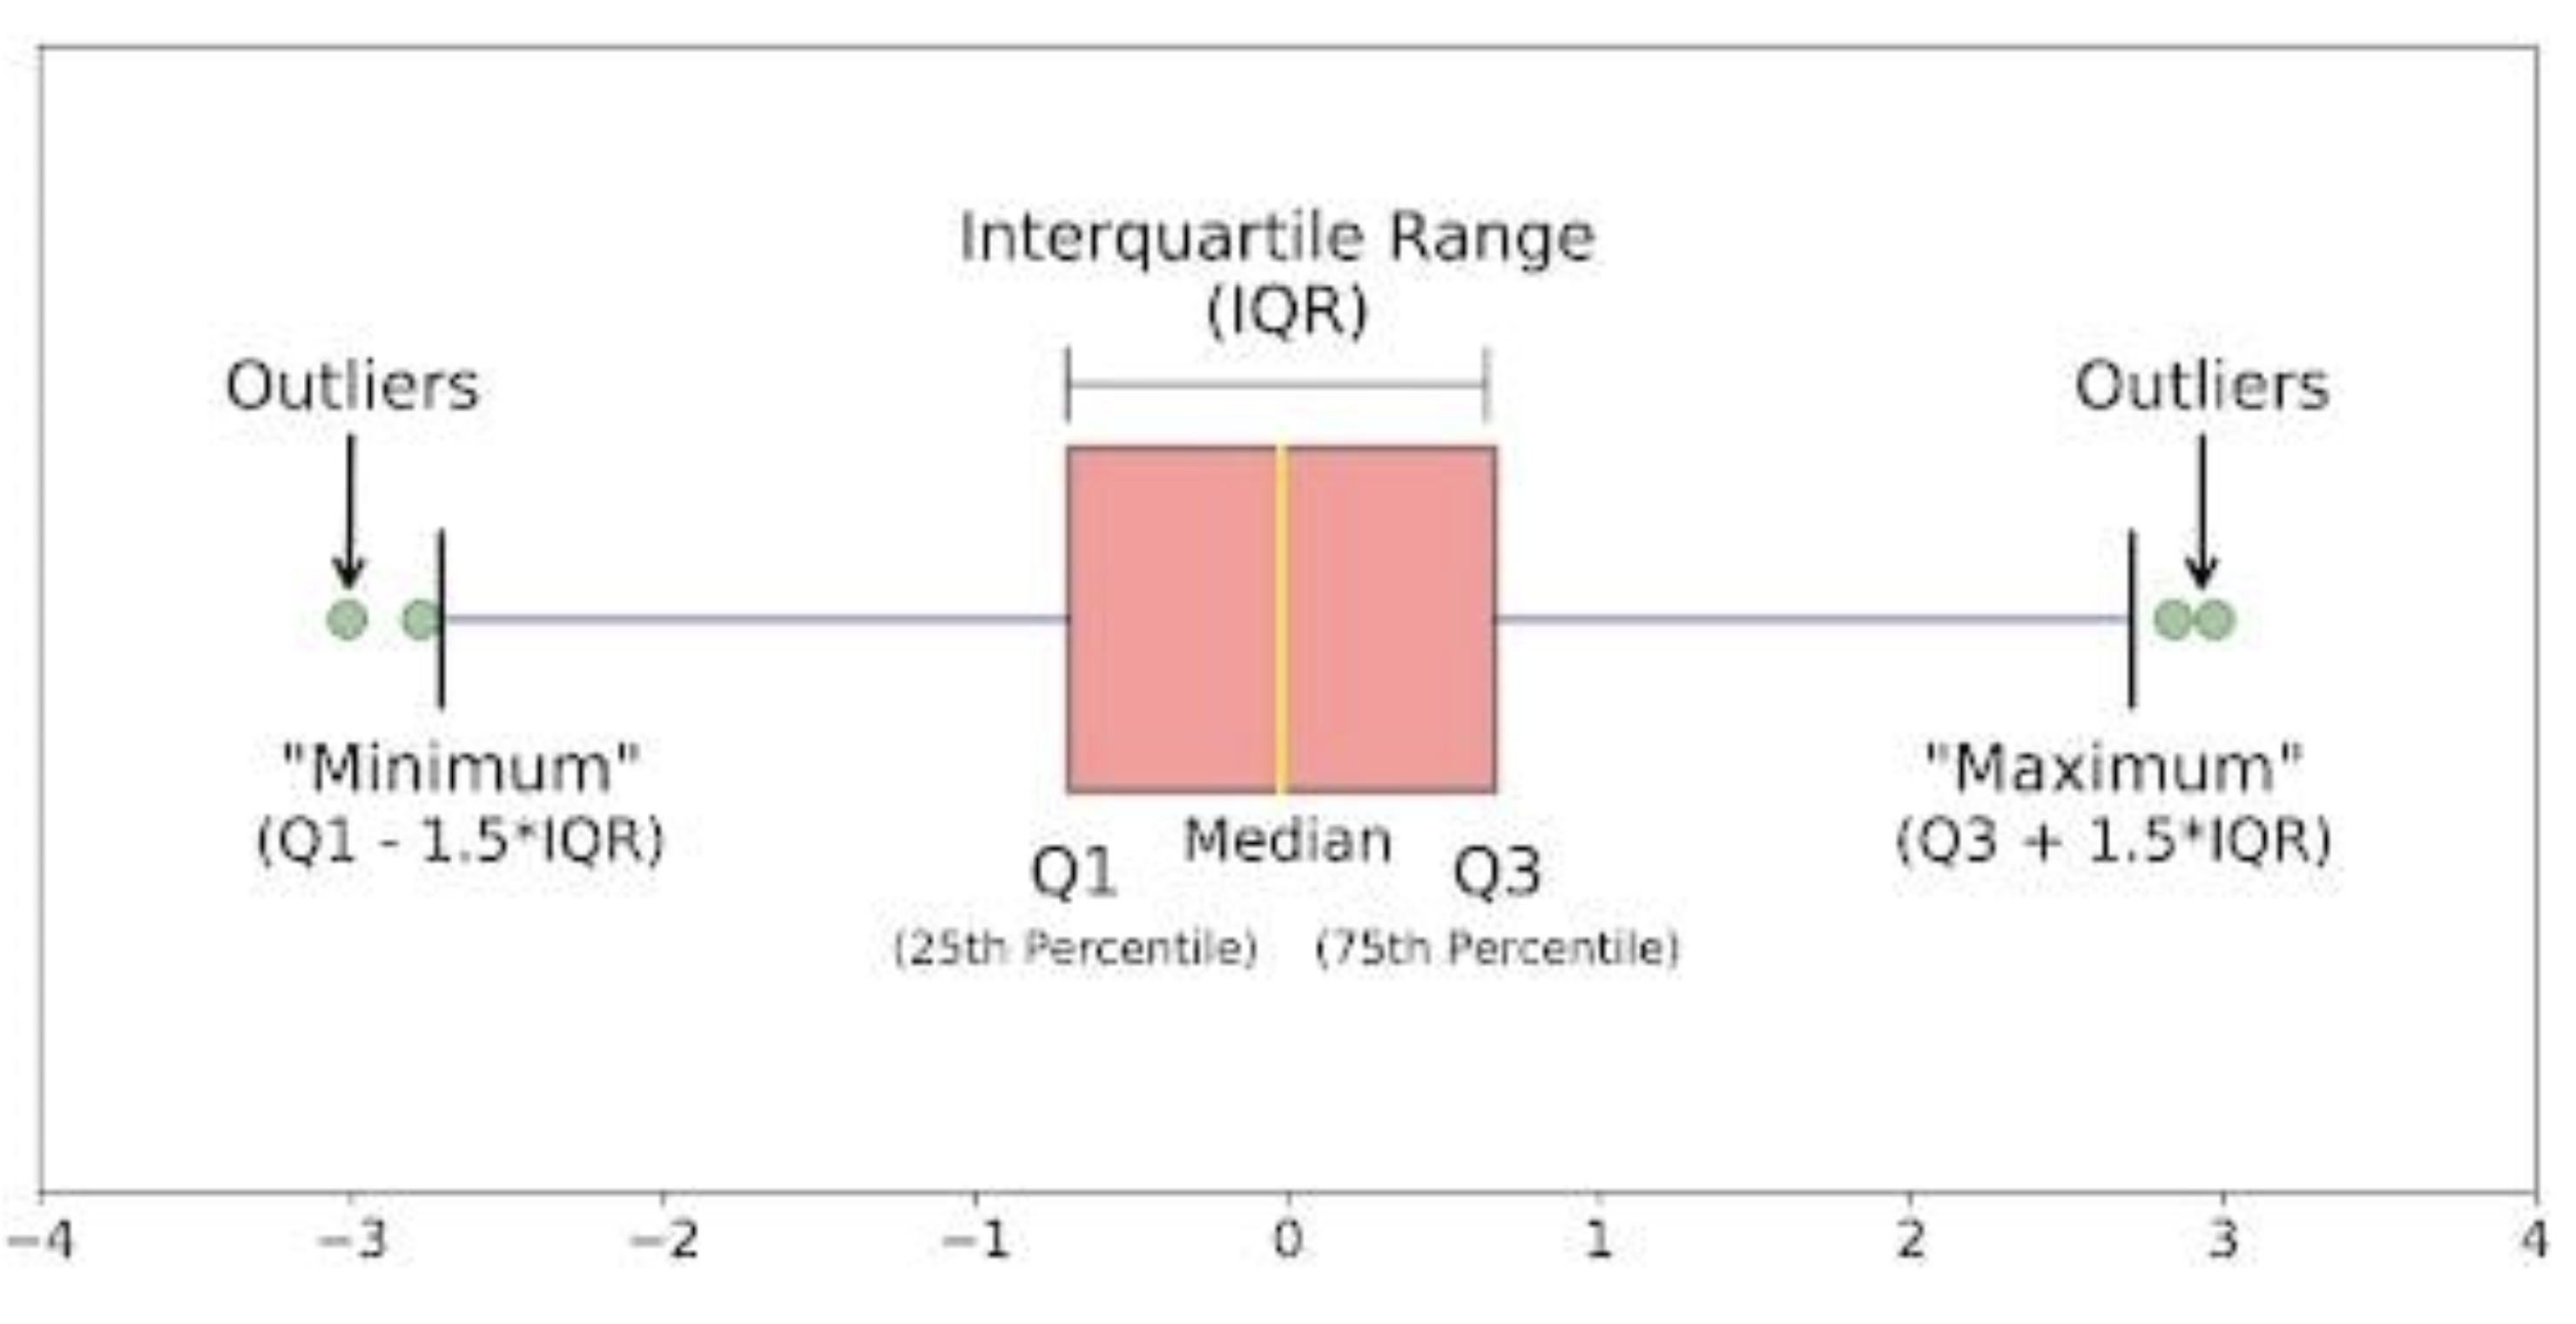 Interquartile Range
(IQR)
Outliers
Outliers
"Minimum"
(Q1 - 1.5*IQR)
"Maximum"
(Q3 + 1.5*IQR)
Median
Q1
Q3
(25th Percentile)
(75th Percentile)
−4
−3
−2
−1
0
1
2
3
4